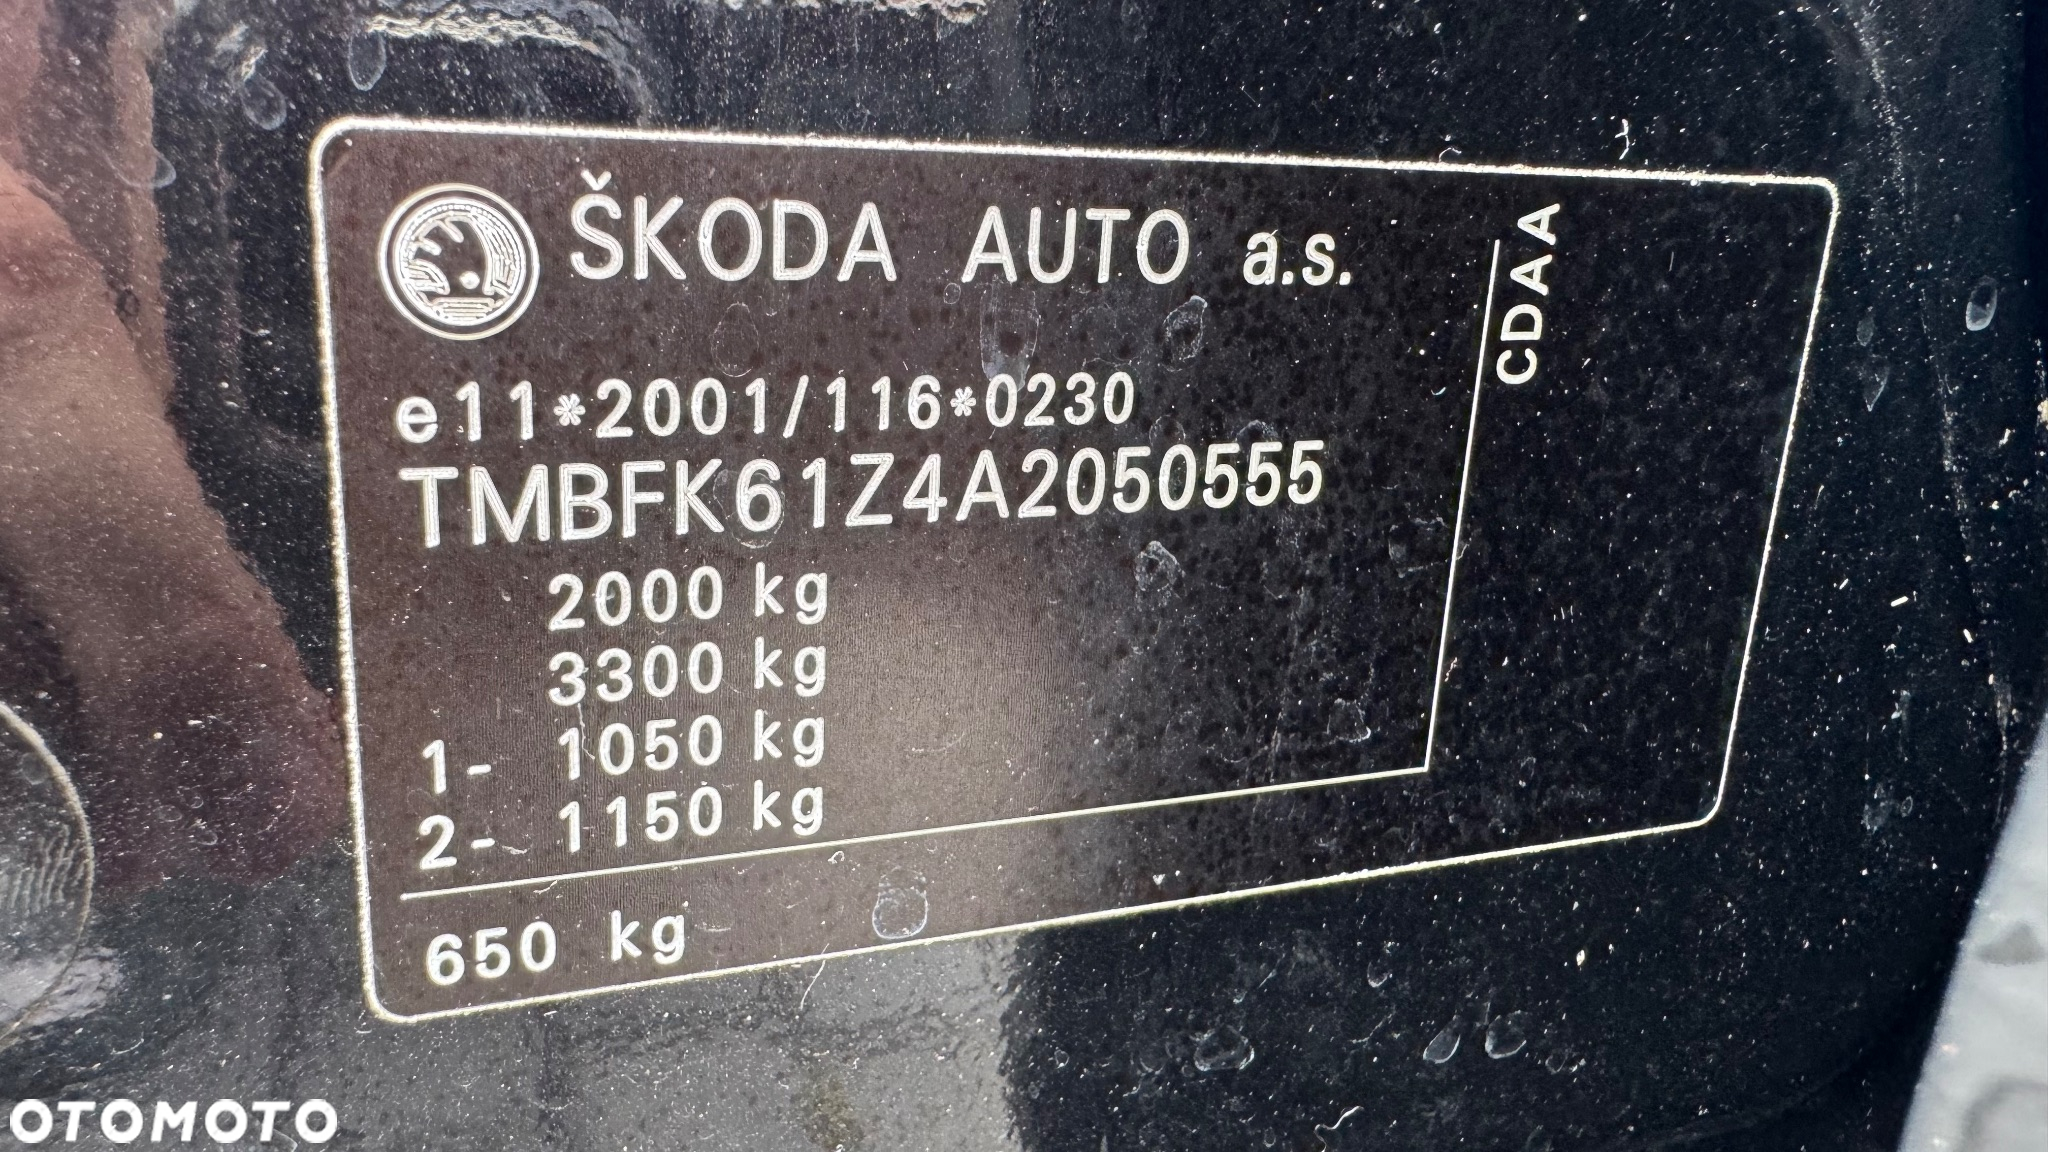 ŠKODA AUTO a.s.
CDAA
e11*2001/116*0230
TMBFK61Z4A2050555
2000 kg
3300 kg
1- 1050 kg
2- 1150 kg
650 kg
OTOMOTO